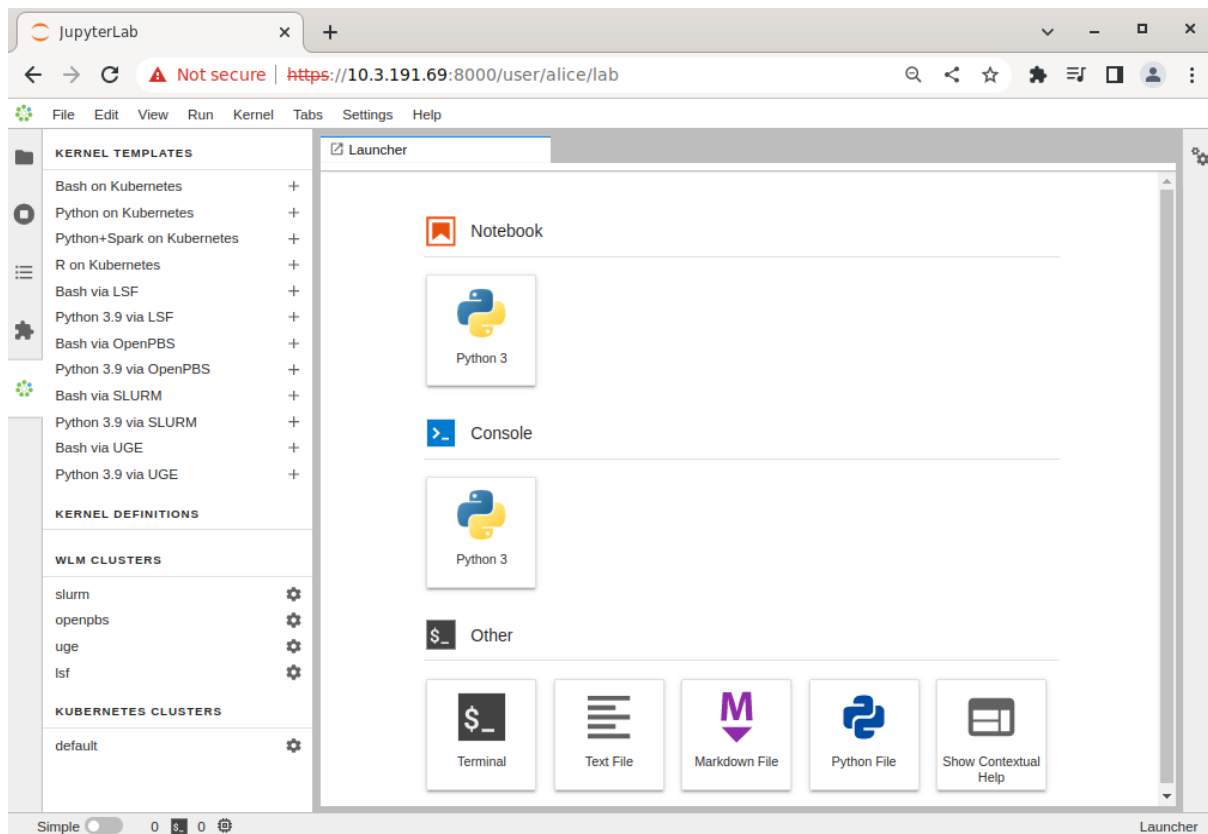 JupyterLab
Not secure https://10.3.191.69:8000/user/alice/lab
File Edit View Run Kernel Tabs Settings Help
KERNEL TEMPLATES
Bash on Kubernetes
Python on Kubernetes
Python+Spark on Kubernetes
R on Kubernetes
Bash via LSF
Python 3.9 via LSF
Bash via OpenPBS
Python 3.9 via OpenPBS
Bash via SLURM
Python 3.9 via SLURM
Bash via UGE
Python 3.9 via UGE
KERNEL DEFINITIONS
WLM CLUSTERS
slurm
openpbs
uge
lsf
KUBERNETES CLUSTERS
default
Launcher
Notebook
Python 3
Console
Python 3
$_ Other
$_
Terminal
Text File
M
Markdown File
Python File
Show Contextual
Help
Simple 0 $_ 0
Launcher